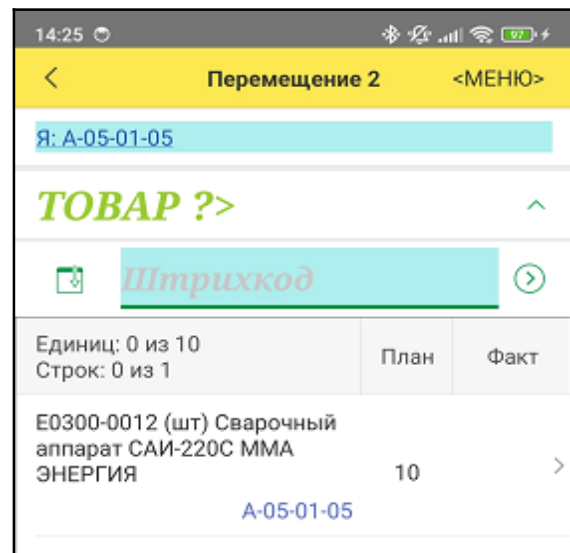 14:25
97
< Перемещение 2 <МЕНЮ>
Я: А-05-01-05
ТОВАР ?>
Штрихкод
Единиц: 0 из 10
Строк: 0 из 1
План Факт
Е0300-0012 (шт) Сварочный
аппарат САИ-220С ММА
ЭНЕРГИЯ
10
А-05-01-05